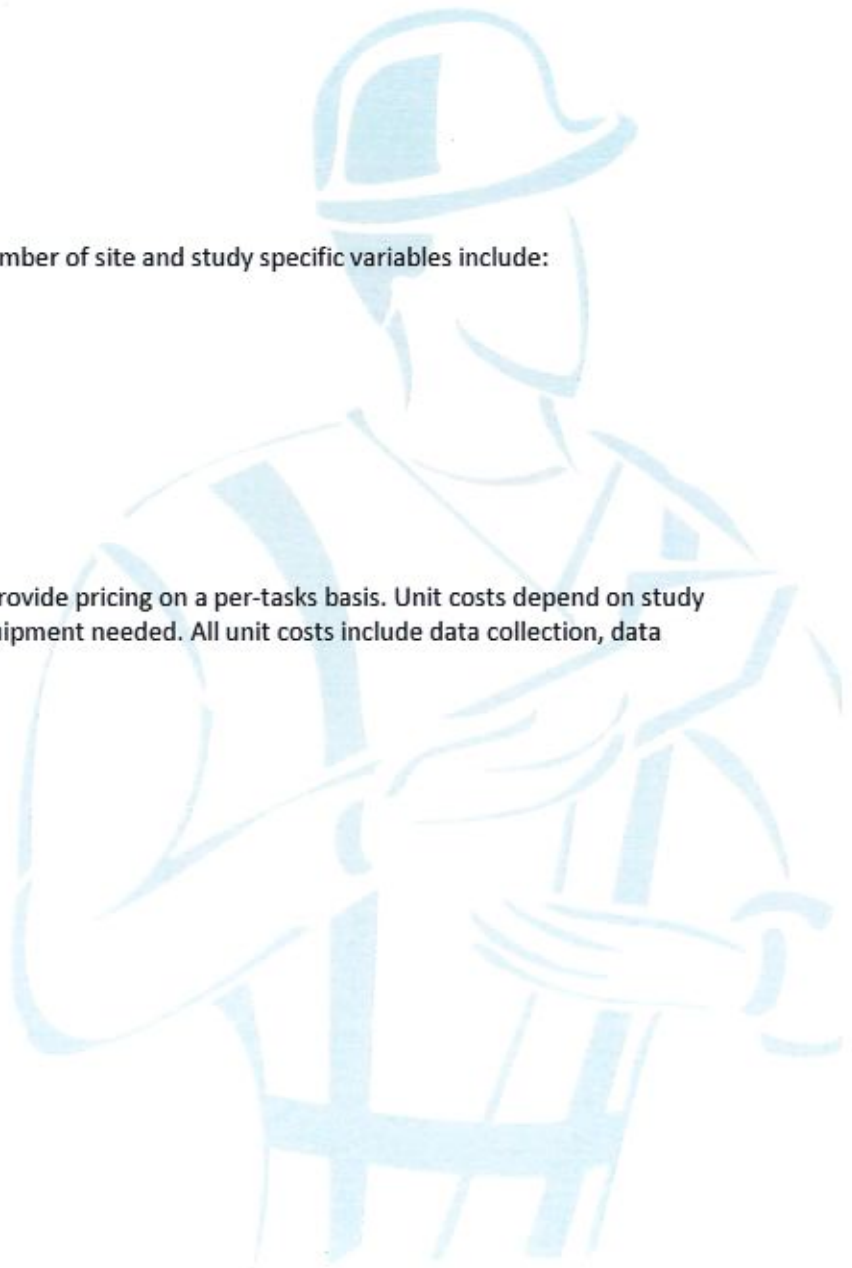 mber of site and study specific variables include:
rovide pricing on a per-tasks basis. Unit costs depend on study
ipment needed. All unit costs include data collection, data